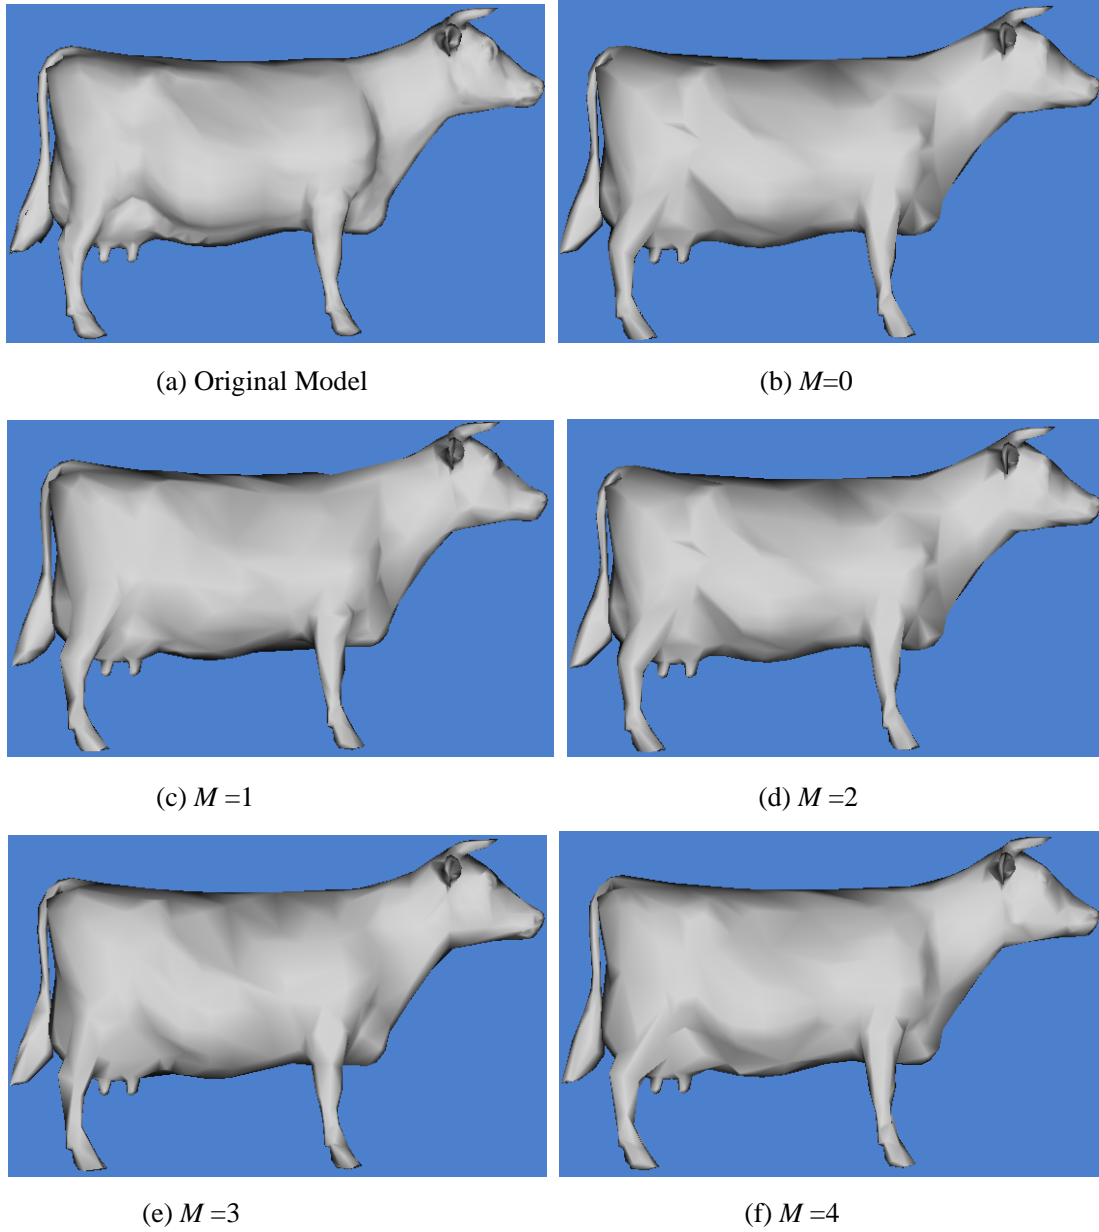 (a) Original Model
(b) M=0
(c) M =1
(d) M =2
(e) M =3
(f) M =4